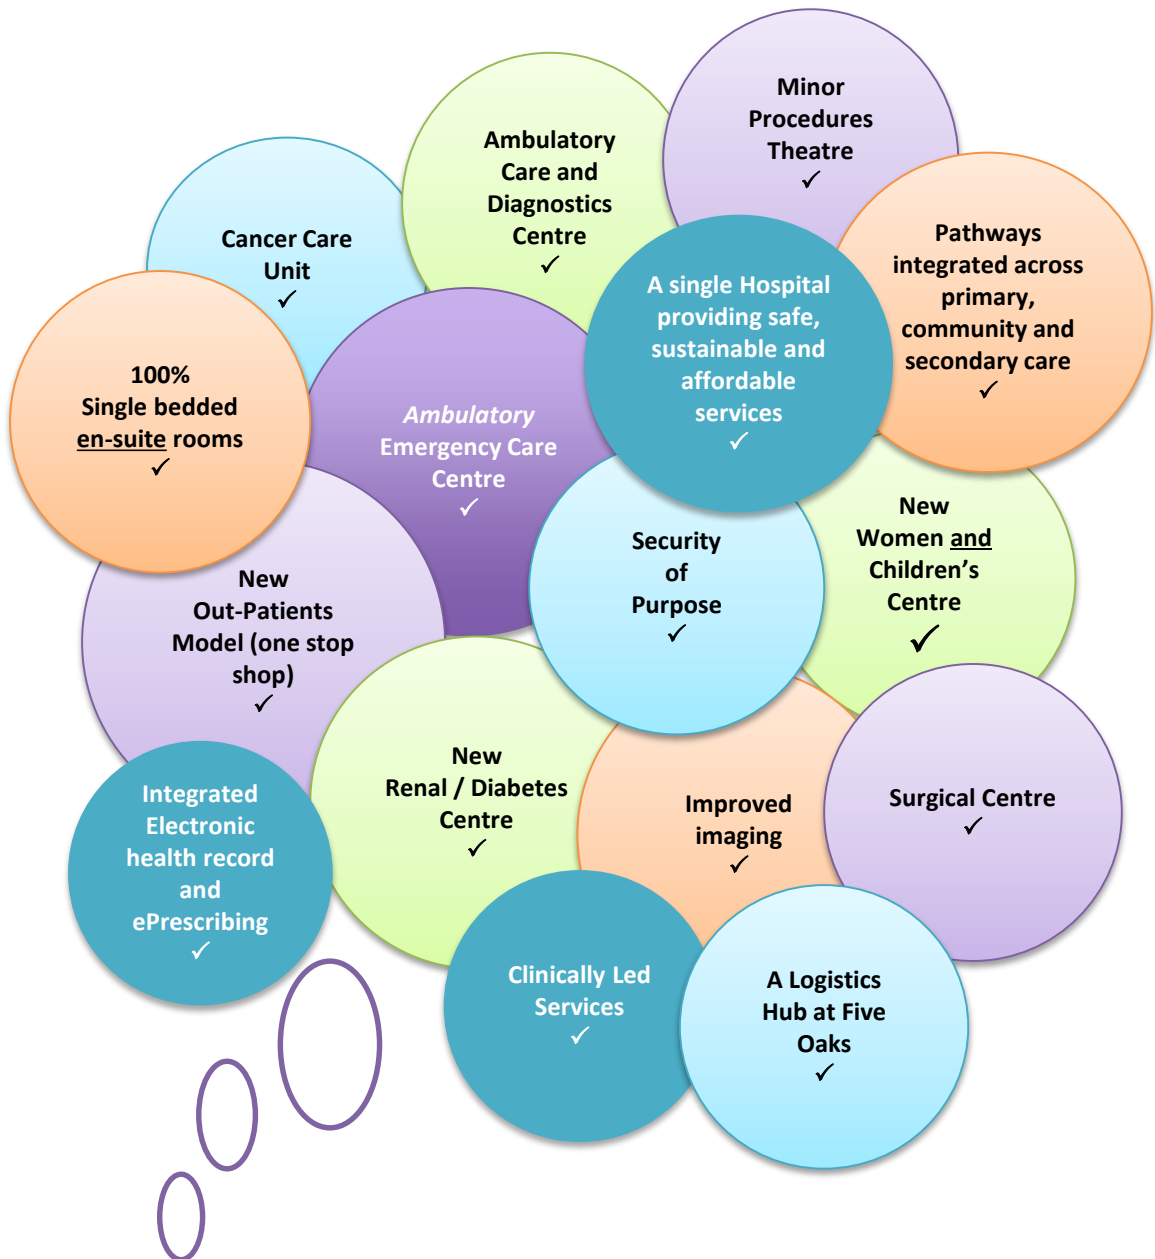 Minor
Procedures
Theatre
✓
Ambulatory
Care and
Diagnostics
Centre
✓
Cancer Care
Unit
✓
A single Hospital
providing safe,
sustainable and
affordable
services
✓
Pathways
integrated across
primary,
community and
secondary care
✓
100%
Single bedded
en-suite rooms
✓
Ambulatory
Emergency Care
Centre
✓
Security
of
Purpose
✓
New
Women and
Children’s
Centre
✓
New
Out-Patients
Model (one stop
shop)
✓
New
Renal / Diabetes
Centre
✓
Improved
imaging
✓
Surgical Centre
✓
Integrated
Electronic
health record
and
ePrescribing
✓
Clinically Led
Services
✓
A Logistics
Hub at Five
Oaks
✓